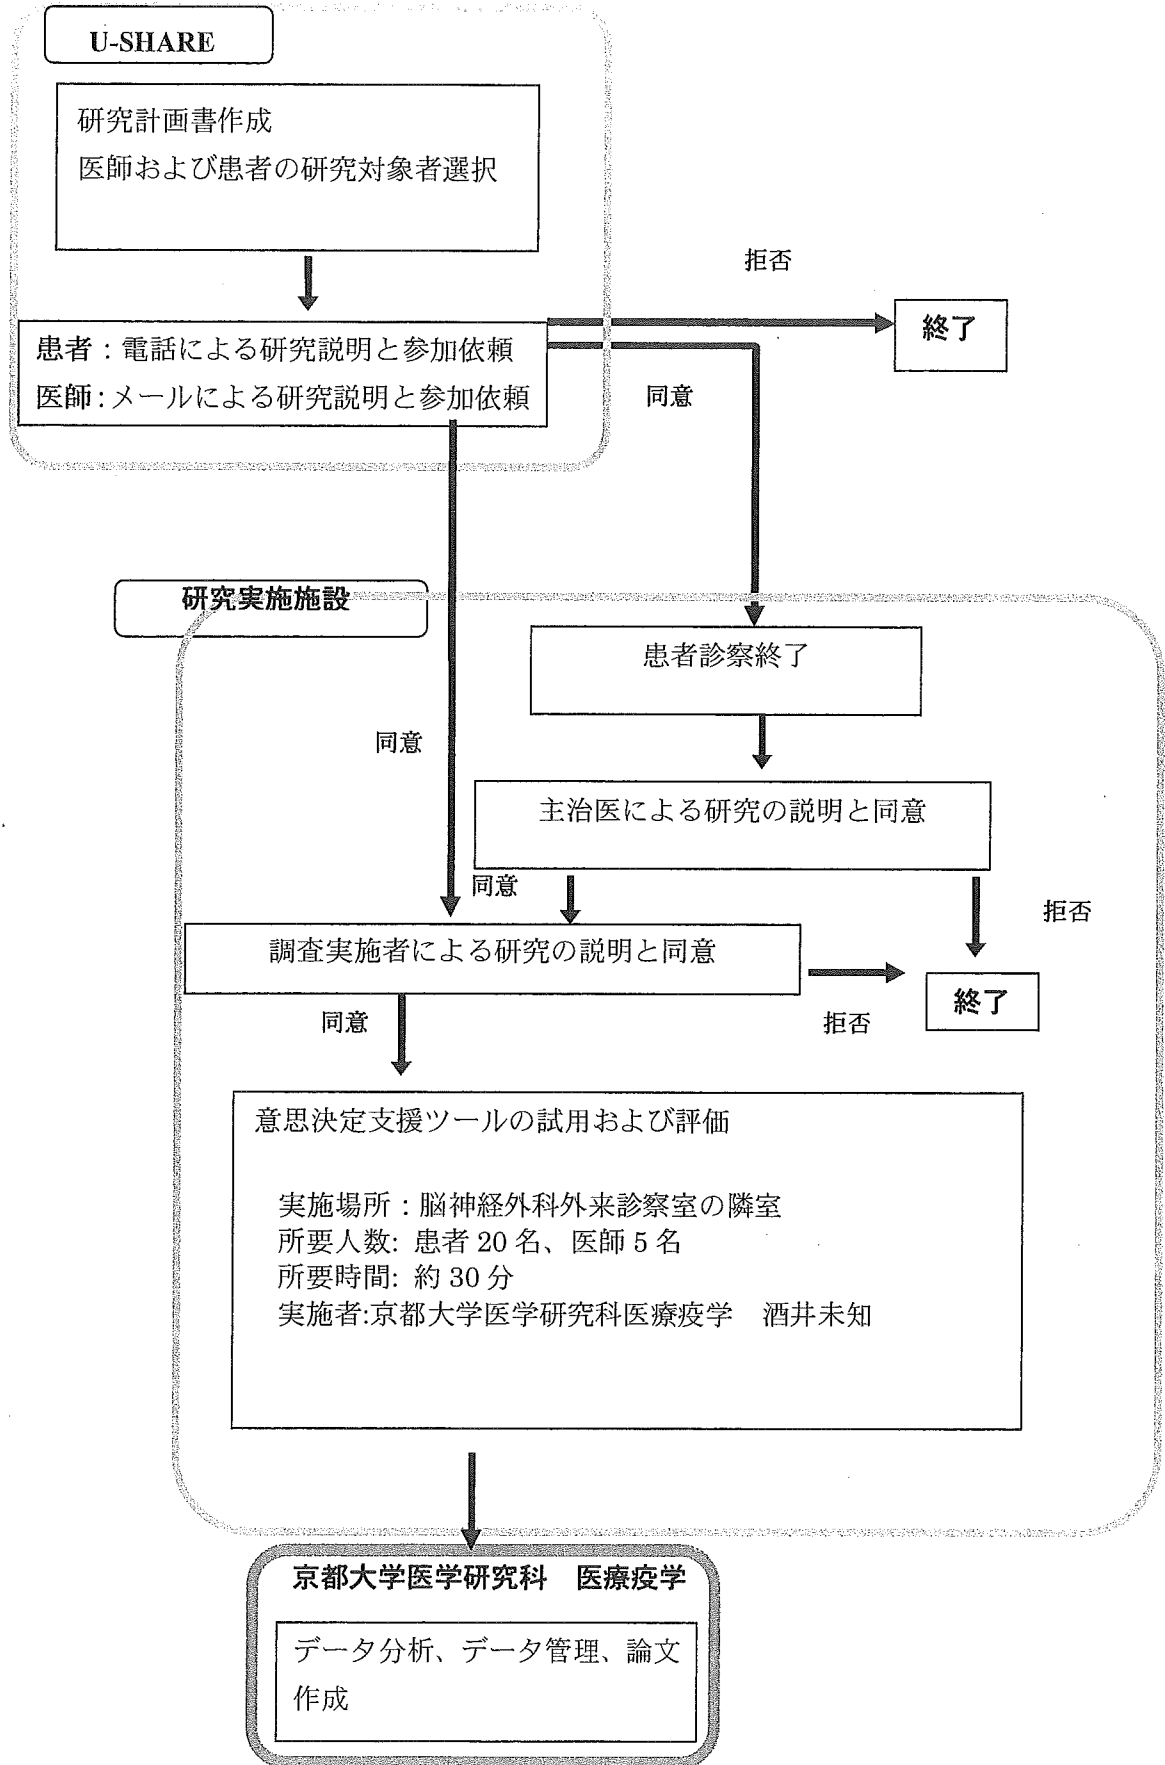 U-SHARE
研究計画書作成
医師および患者の研究対象者選択
拒否
終了
患者：電話による研究説明と参加依頼
医師：メールによる研究説明と参加依頼
同意
研究実施施設
患者診察終了
同意
主治医による研究の説明と同意
同意
拒否
調査実施者による研究の説明と同意
終了
同意
拒否
意思決定支援ツールの試用および評価
実施場所：脳神経外科外来診察室の隣室
所要人数: 患者 20 名、医師 5 名
所要時間: 約 30 分
実施者:京都大学医学研究科医療疫学　酒井未知
京都大学医学研究科　医療疫学
データ分析、データ管理、論文
作成